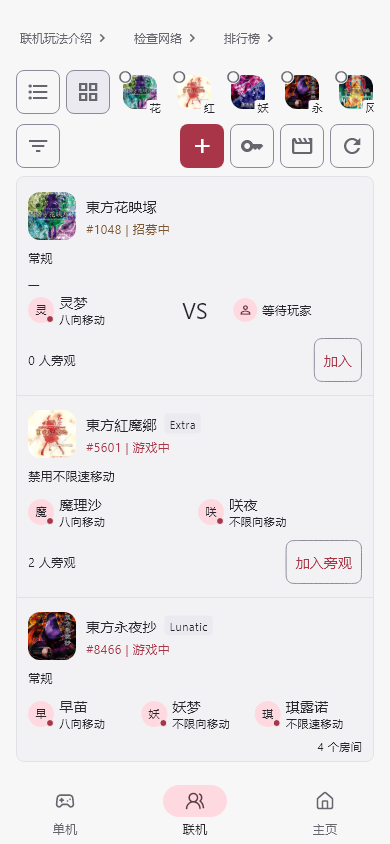 联机玩法介绍
检查网络
排行榜
花
红
妖
永
東方花映塚
#1048 | 招募中
常规
一
灵
灵梦
八向移动
VS
等待玩家
0 人旁观
加入
東方紅魔郷
Extra
#5601 | 游戏中
禁用不限速移动
魔
魔理沙
八向移动
咲
咲夜
不限向移动
2 人旁观
加入旁观
東方永夜抄
Lunatic
#8466 | 游戏中
常规
早
早苗
八向移动
妖
妖梦
不限向移动
琪
琪露诺
不限速移动
4 个房间
单机
联机
主页